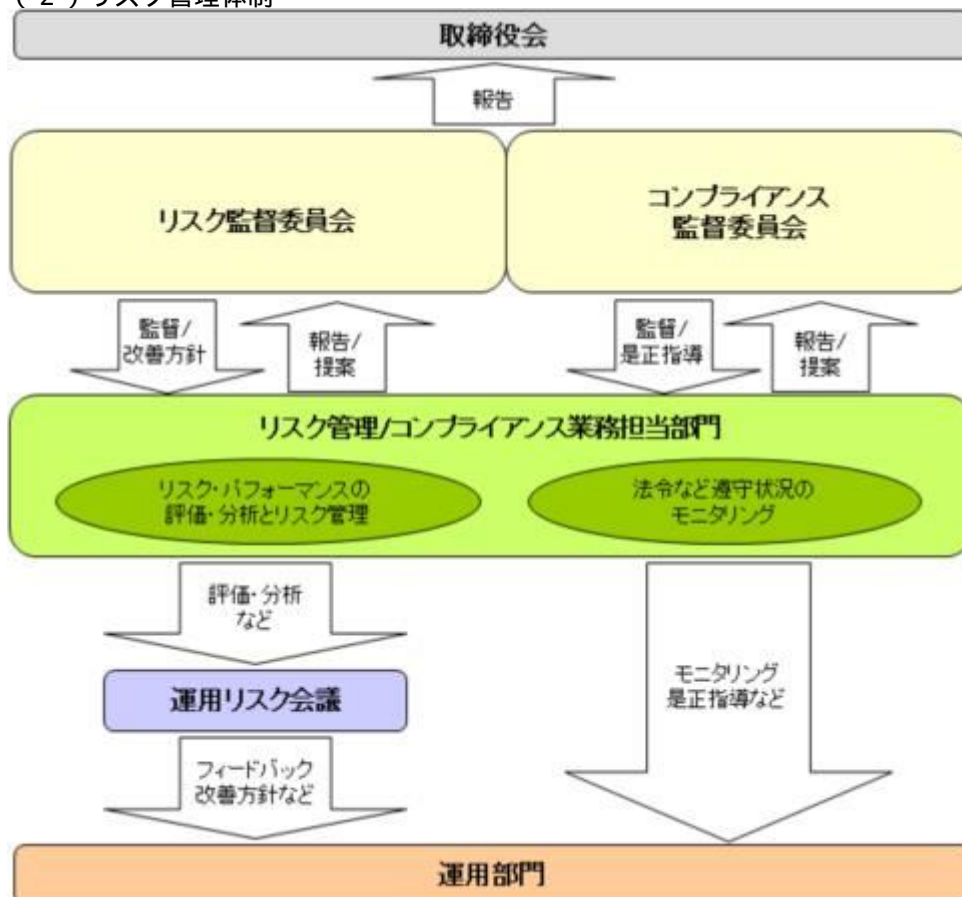 (2)リスク管理体制
取締役会
報告
リスク監督委員会
コンプライアンス
監督委員会
監督/
改善方針
報告/
提案
監督/
是正指導
報告/
提案
リスク管理/コンプライアンス業務担当部門
リスク・パフォーマンスの
評価・分析とリスク管理
法令など遵守状況の
モニタリング
評価・分析
など
運用リスク会議
モニタリング
是正指導など
フィードバック
改善方針など
運用部門